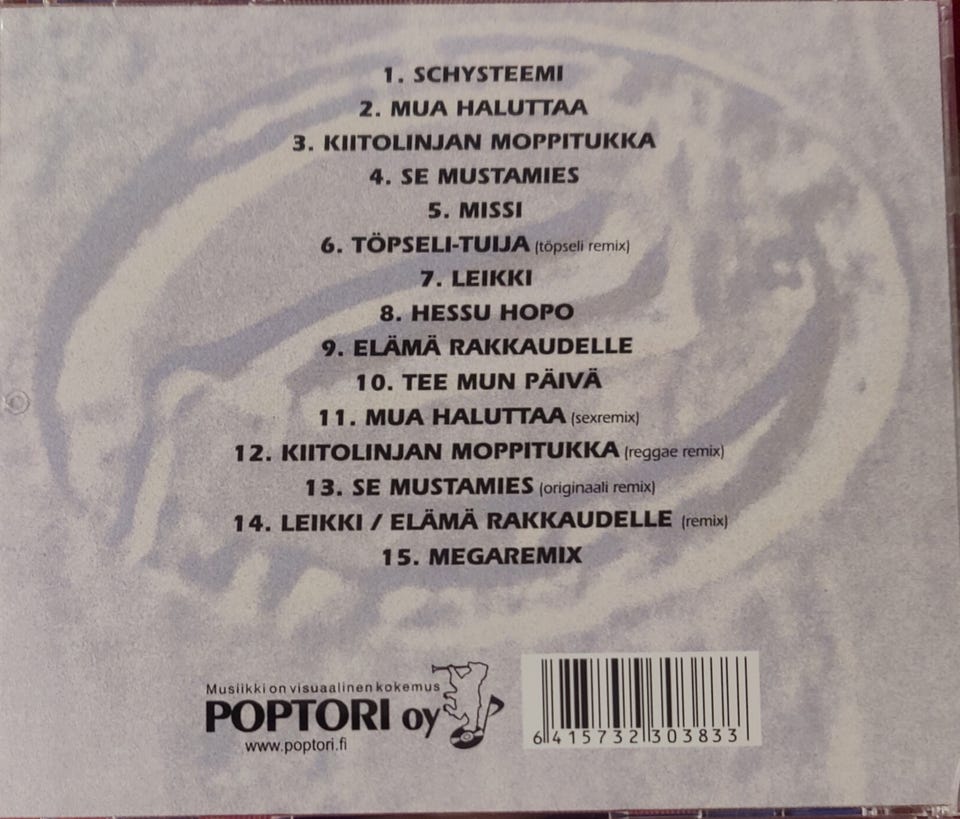 1. SCHYSTEEMI
2. MUA HALUTTAA
3. KIITOLINJAN MOPPITUKKA
4. SE MUSTAMIES
5. MISSI
6. TÖPSELI-TUIJA (töpseli remix)
7. LEIKKI
8. HESSU HOPO
9. ELÄMÄ RAKKAUDELLE
10. TEE MUN PÄIVÄ
11. MUA HALUTTAA (sexremix)
12. KIITOLINJAN MOPPITUKKA (reggae remix)
13. SE MUSTAMIES (originaali remix)
14. LEIKKI / ELÄMÄ RAKKAUDELLE (remix)
15. MEGAREMIX
Musiikki on visuaalinen kokemus
POPTORI oy
www.poptori.fi
6 415732 303833